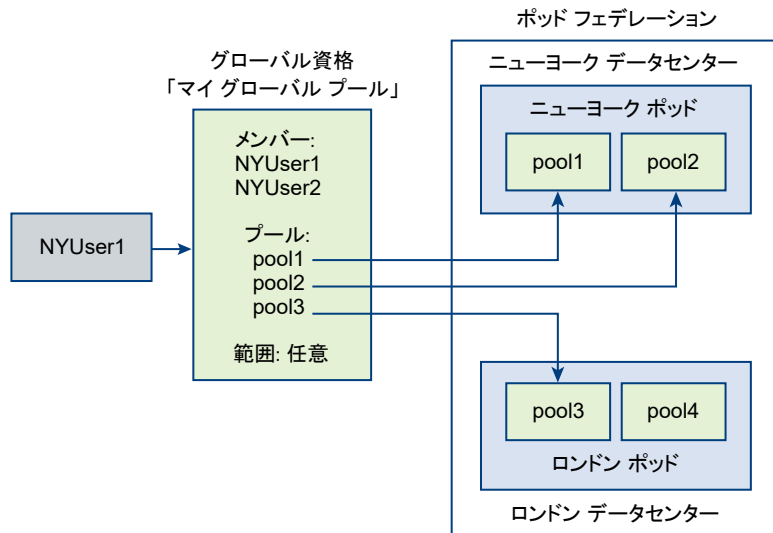 ポッド フェデレーション
グローバル資格
「マイ グローバル プール」
メンバー:
NYUser1
NYUser2
プール:
pool1
pool2
pool3
範囲: 任意
NYUser1
ニューヨーク データセンター
ニューヨーク ポッド
pool1
pool2
pool3
pool4
ロンドン ポッド
ロンドン データセンター